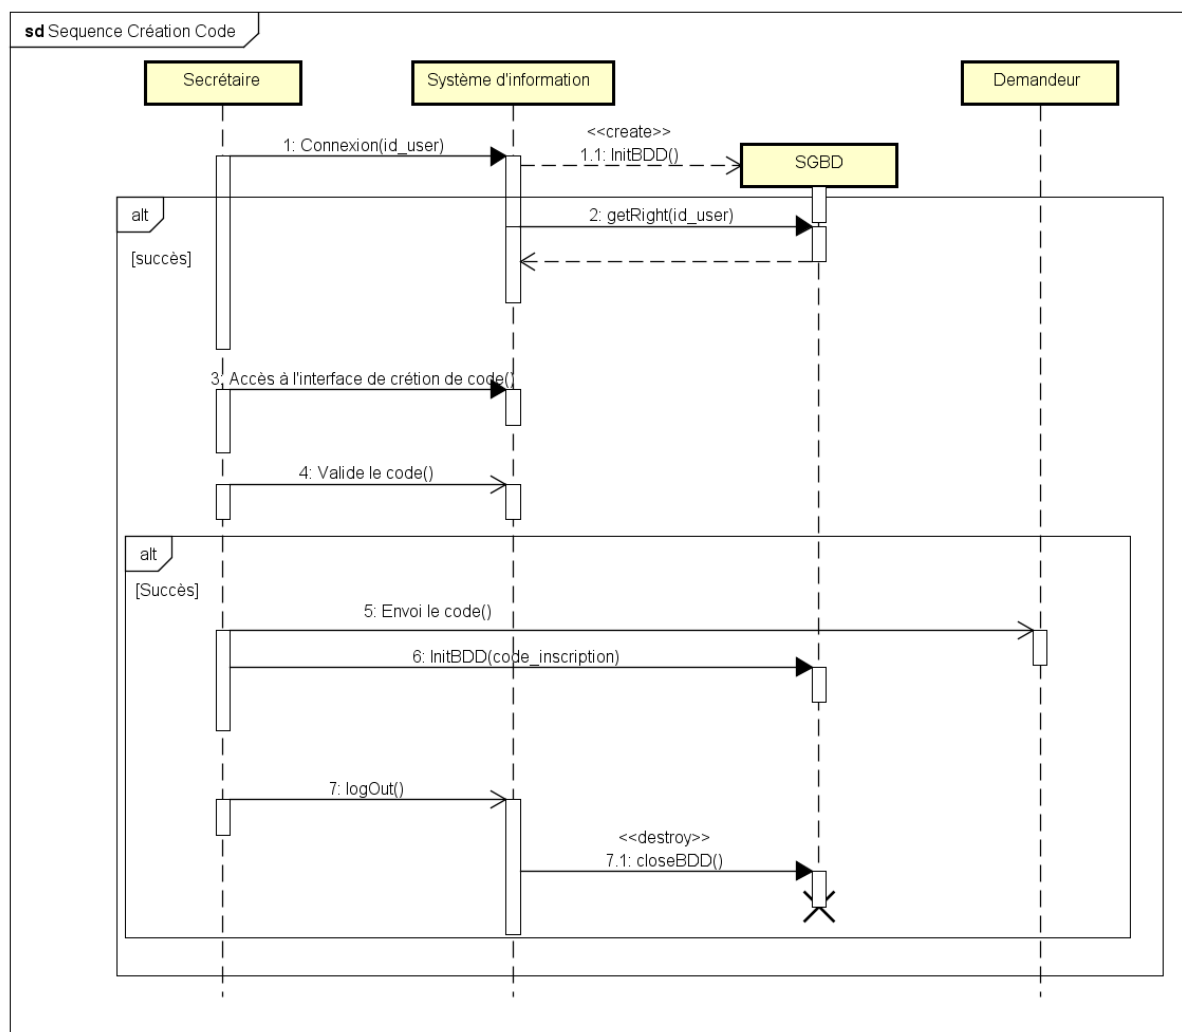 sd Sequence Création Code
Secrétaire
Système d'information
Demandeur
<<create>>
1: Connexion(id_user)
1.1: InitBDD()
SGBD
alt
2: getRight(id_user)
[succès]
3: Accès à l'interface de crétion de code()
4: Valide le code()
alt
[Succès]
5: Envoi le code()
6: InitBDD(code_inscription)
7: logOut()
<<destroy>>
7.1: closeBDD()